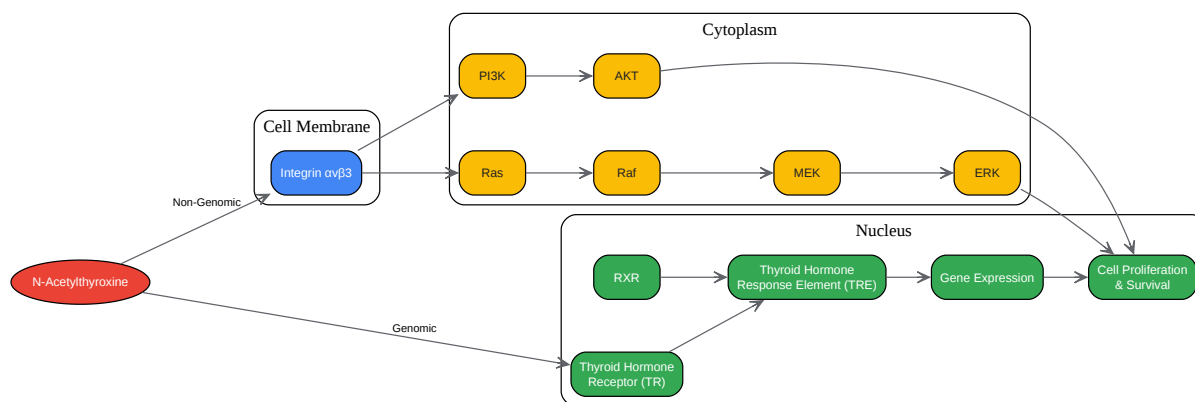 Cytoplasm
PI3K
AKT
Cell Membrane
Integrin αvβ3
Ras
Raf
MEK
ERK
Non-Genomic
Nucleus
N-Acetylthyroxine
RXR
Thyroid Hormone
Response Element (TRE)
Gene Expression
Cell Proliferation
& Survival
Genomic
Thyroid Hormone
Receptor (TR)